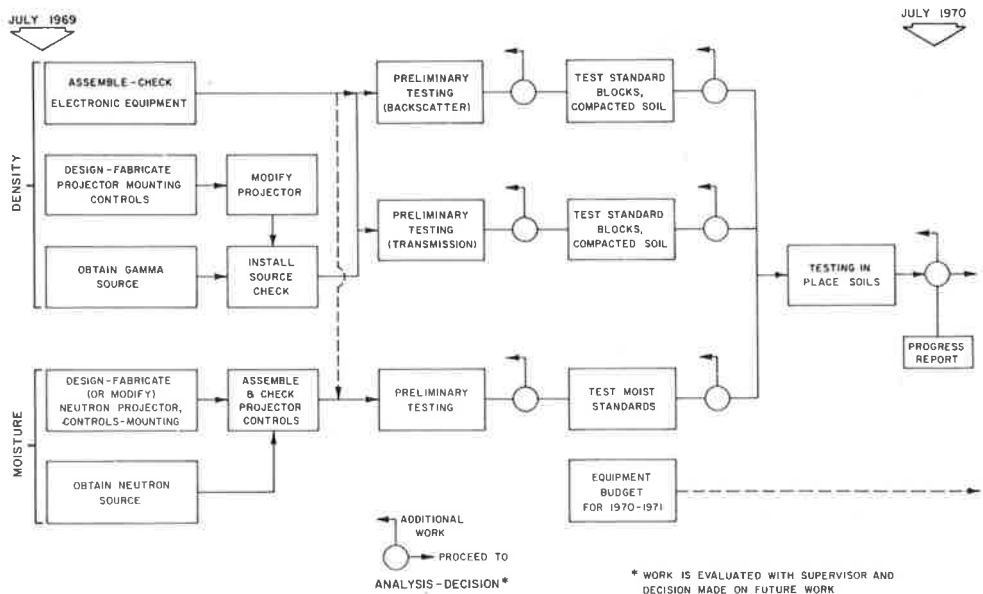 JULY 1969
JULY 1970
DENSITY
ASSEMBLE-CHECK
ELECTRONIC EQUIPMENT
PRELIMINARY
TESTING
(BACKSCATTER)
TEST STANDARD
BLOCKS,
COMPACTED SOIL
DESIGN-FABRICATE
PROJECTOR MOUNTING
CONTROLS
MODIFY
PROJECTOR
PRELIMINARY
TESTING
(TRANSMISSION)
TEST STANDARD
BLOCKS,
COMPACTED SOIL
OBTAIN GAMMA
SOURCE
INSTALL
SOURCE
CHECK
TESTING IN
PLACE SOILS
PROGRESS
REPORT
MOISTURE
DESIGN-FABRICATE
(OR MODIFY)
NEUTRON PROJECTOR,
CONTROLS-MOUNTING
ASSEMBLE
& CHECK
PROJECTOR
CONTROLS
PRELIMINARY
TESTING
TEST MOIST
STANDARDS
OBTAIN NEUTRON
SOURCE
EQUIPMENT
BUDGET
FOR 1970-1971
ADDITIONAL
WORK
PROCEED TO
ANALYSIS-DECISION*
* WORK IS EVALUATED WITH SUPERVISOR AND
DECISION MADE ON FUTURE WORK